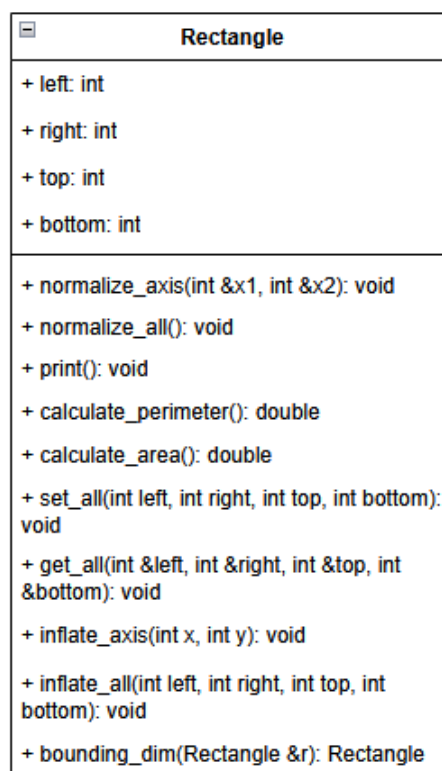 Rectangle
+ left: int
+ right: int
+ top: int
+ bottom: int
+ normalize_axis(int &x1, int &x2): void
+ normalize_all(): void
+ print(): void
+ calculate_perimeter(): double
+ calculate_area(): double
+ set_all(int left, int right, int top, int bottom):
void
+ get_all(int &left, int &right, int &top, int
&bottom): void
+ inflate_axis(int x, int y): void
+ inflate_all(int left, int right, int top, int
bottom): void
+ bounding_dim(Rectangle &r): Rectangle